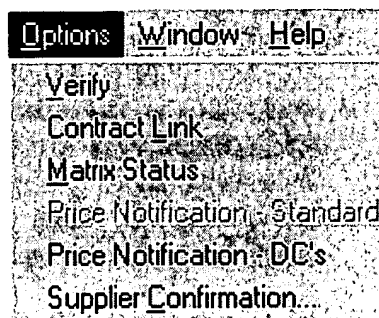 Options Window Help
Verify
Contract Link
Matrix Status
Price Notification - Standard
Price Notification - DC's
Supplier Confirmation...